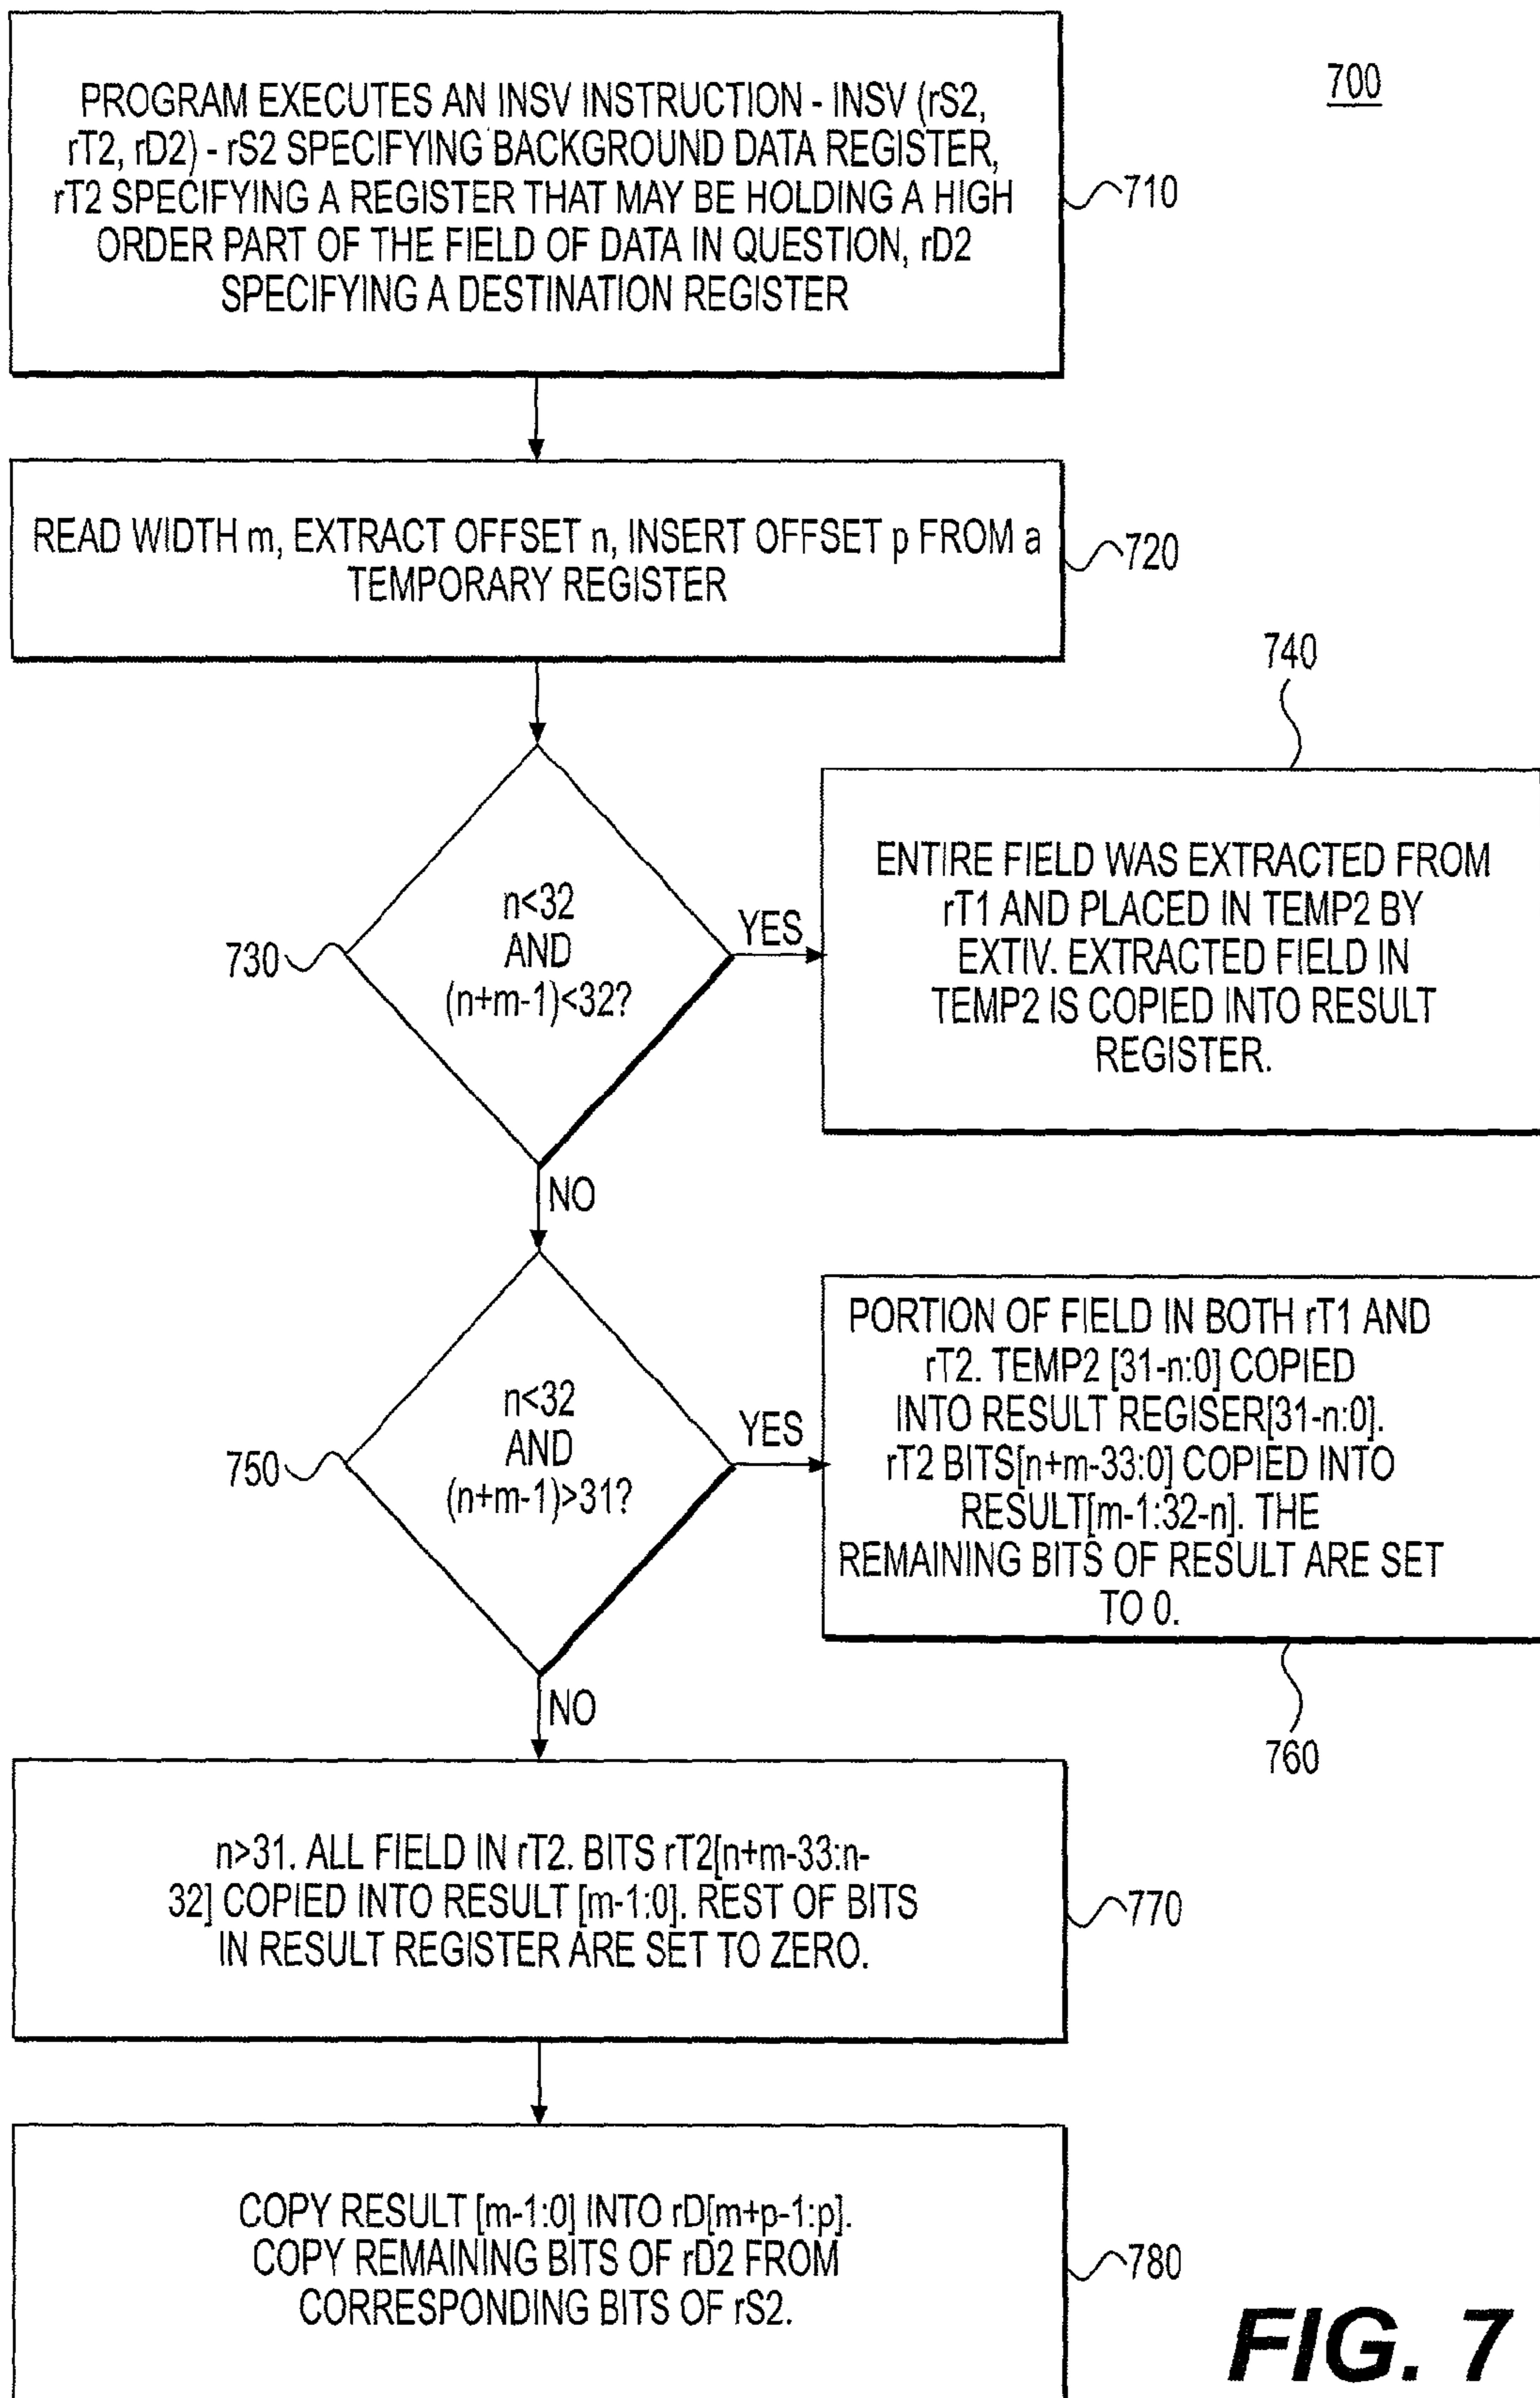 700
PROGRAM EXECUTES AN INSV INSTRUCTION - INSV (rS2,
rT2, rD2) - rS2 SPECIFYING BACKGROUND DATA REGISTER,
rT2 SPECIFYING A REGISTER THAT MAY BE HOLDING A HIGH
ORDER PART OF THE FIELD OF DATA IN QUESTION, rD2
SPECIFYING A DESTINATION REGISTER
710
READ WIDTH m, EXTRACT OFFSET n, INSERT OFFSET p FROM a
TEMPORARY REGISTER
720
n<32
AND
(n+m-1)<32?
730
YES
740
ENTIRE FIELD WAS EXTRACTED FROM
rT1 AND PLACED IN TEMP2 BY
EXTIV. EXTRACTED FIELD IN
TEMP2 IS COPIED INTO RESULT
REGISTER.
NO
n<32
AND
(n+m-1)>31?
750
YES
PORTION OF FIELD IN BOTH rT1 AND
rT2. TEMP2 [31-n:0] COPIED
INTO RESULT REGISER[31-n:0].
rT2 BITS[n+m-33:0] COPIED INTO
RESULT[m-1:32-n]. THE
REMAINING BITS OF RESULT ARE SET
TO 0.
760
NO
n>31. ALL FIELD IN rT2. BITS rT2[n+m-33:n-
32] COPIED INTO RESULT [m-1:0]. REST OF BITS
IN RESULT REGISTER ARE SET TO ZERO.
770
COPY RESULT [m-1:0] INTO rD[m+p-1:p].
COPY REMAINING BITS OF rD2 FROM
CORRESPONDING BITS OF rS2.
780
FIG. 7